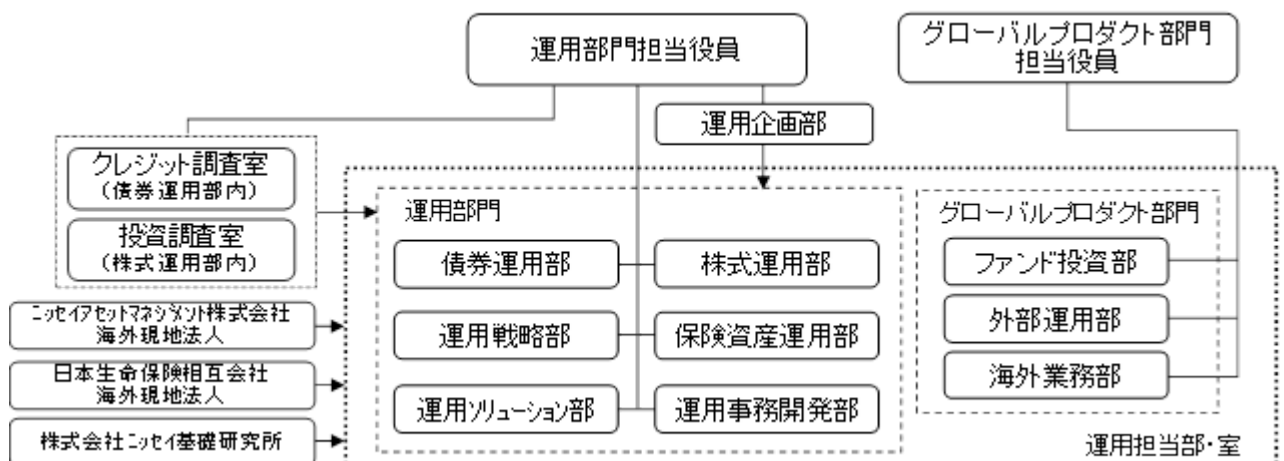 運用部門担当役員
グローバルプロダクト部門
担当役員
運用企画部
クレジット調査室
(債券運用部内)
投資調査室
(株式運用部内)
運用部門
グローバルプロダクト部門
債券運用部
株式運用部
ファンド投資部
ニッセイアセットマネジメント株式会社
海外現地法人
運用戦略部
保険資産運用部
外部運用部
日本生命保険相互会社
海外現地法人
海外業務部
運用ソリューション部
運用事務開発部
株式会社ニッセイ基礎研究所
運用担当部・室